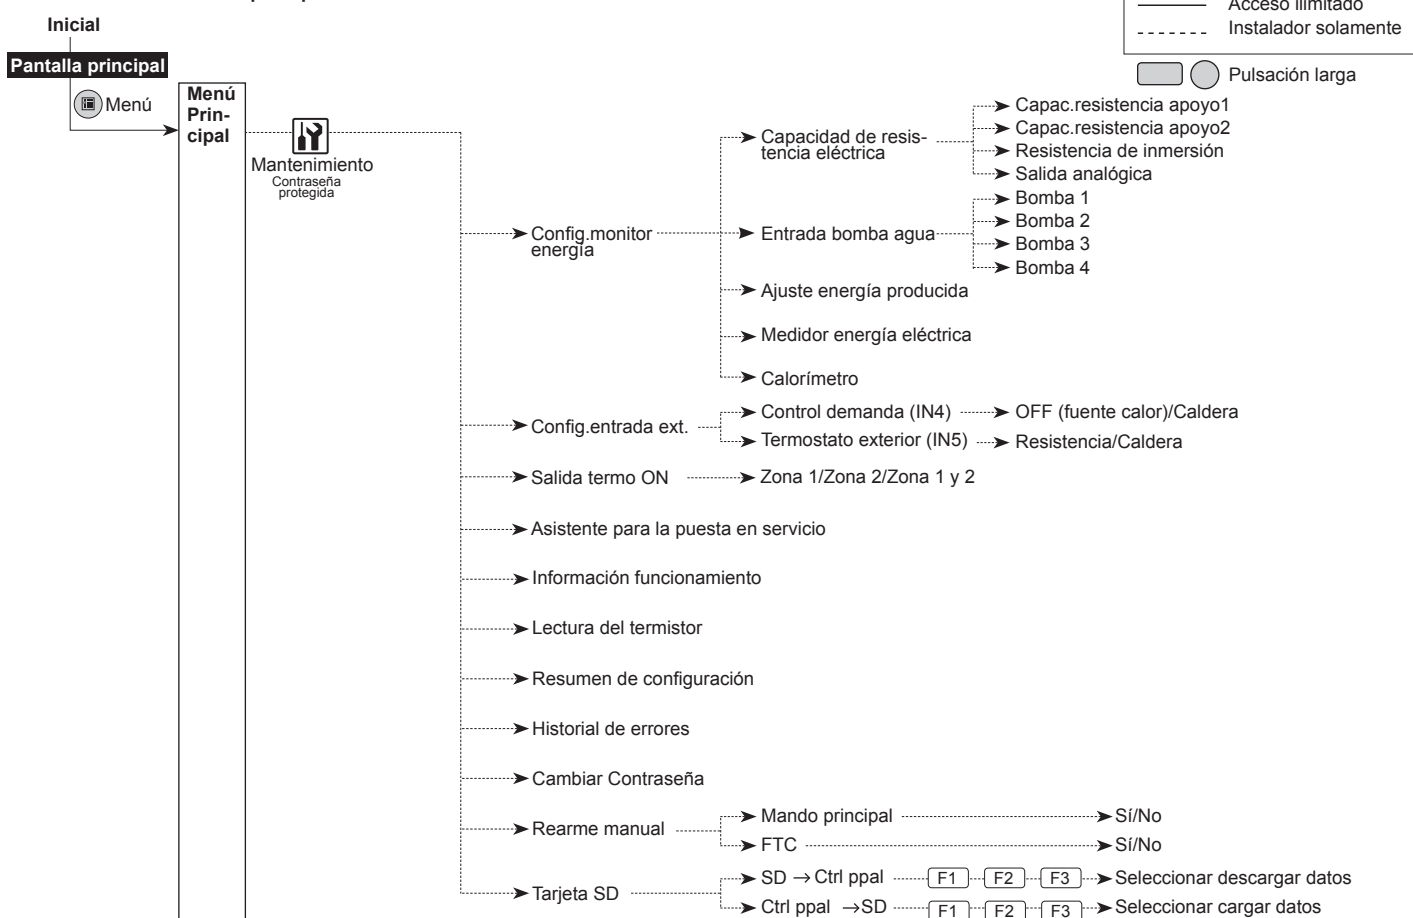 Acceso ilimitado
Instalador solamente
Pulsación larga
Inicial
Pantalla principal
Menú
Menú
Prin-
cipal
Mantenimiento
Contraseña
protegida
Config.monitor
energía
Capacidad de resis-
tencia eléctrica
Capac.resistencia apoyo1
Capac.resistencia apoyo2
Resistencia de inmersión
Salida analógica
Entrada bomba agua
Bomba 1
Bomba 2
Bomba 3
Bomba 4
Ajuste energía producida
Medidor energía eléctrica
Calorímetro
Config.entrada ext.
Control demanda (IN4)
OFF (fuente calor)/Caldera
Termostato exterior (IN5)
Resistencia/Caldera
Salida termo ON
Zona 1/Zona 2/Zona 1 y 2
Asistente para la puesta en servicio
Información funcionamiento
Lectura del termistor
Resumen de configuración
Historial de errores
Cambiar Contraseña
Rearme manual
Mando principal
Sí/No
FTC
Sí/No
Tarjeta SD
SD → Ctrl ppal
F1
F2
F3
Seleccionar descargar datos
Ctrl ppal → SD
F1
F2
F3
Seleccionar cargar datos